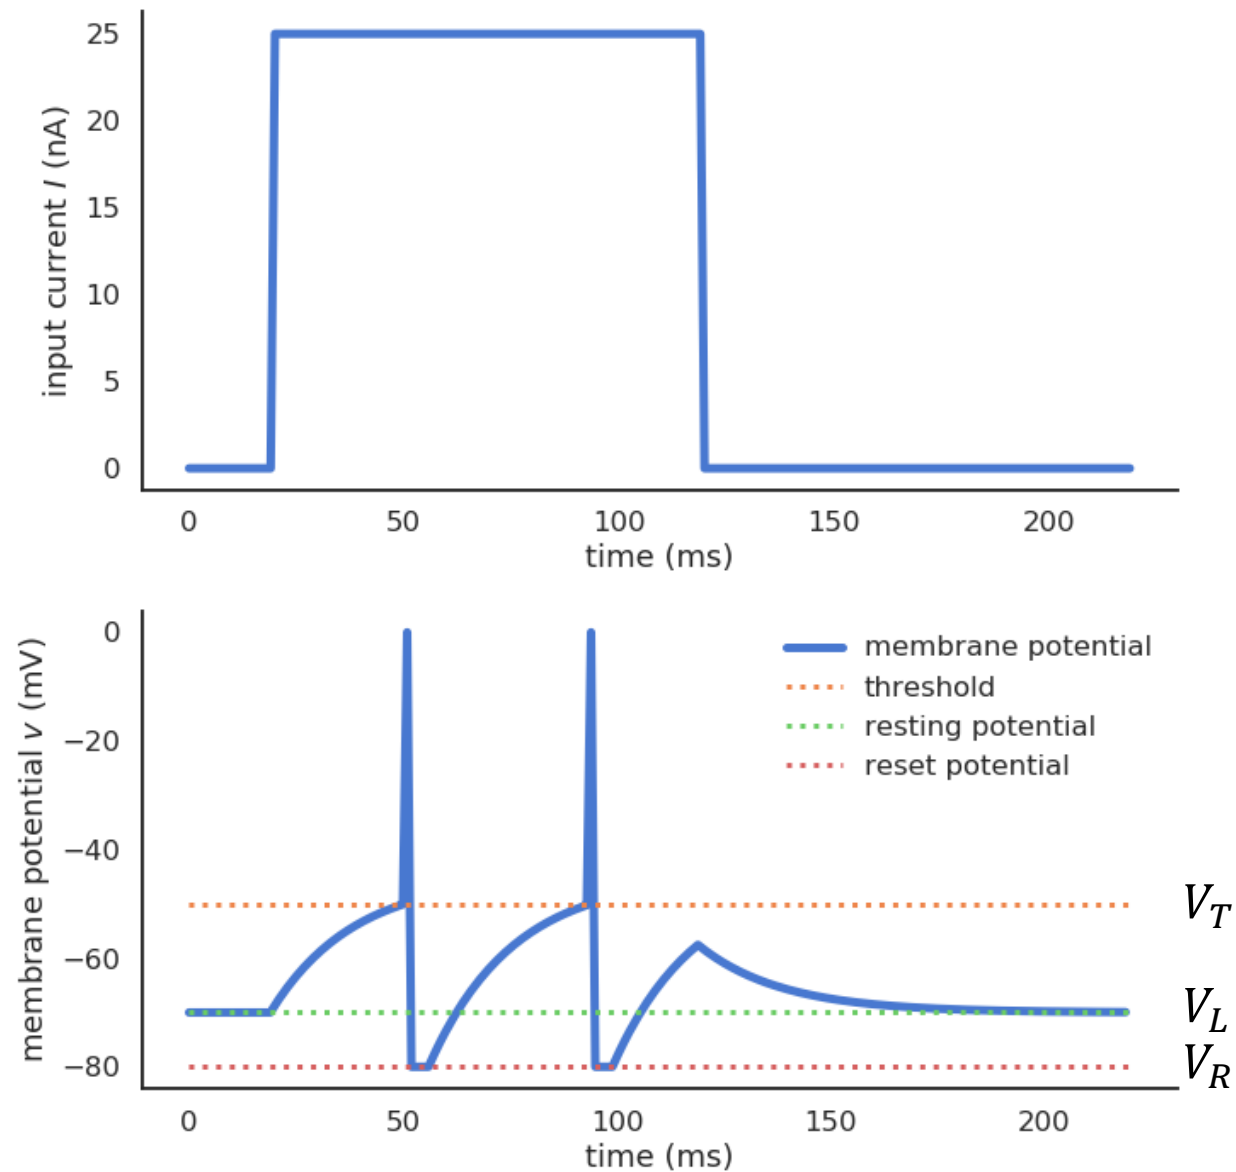 25
20
15
10
5
0
input current I (nA)
0 50 100 150 200
time (ms)
0
−20
−40
−60
−80
membrane potential v (mV)
membrane potential
threshold
resting potential
reset potential
V_T
V_L
V_R
0 50 100 150 200
time (ms)